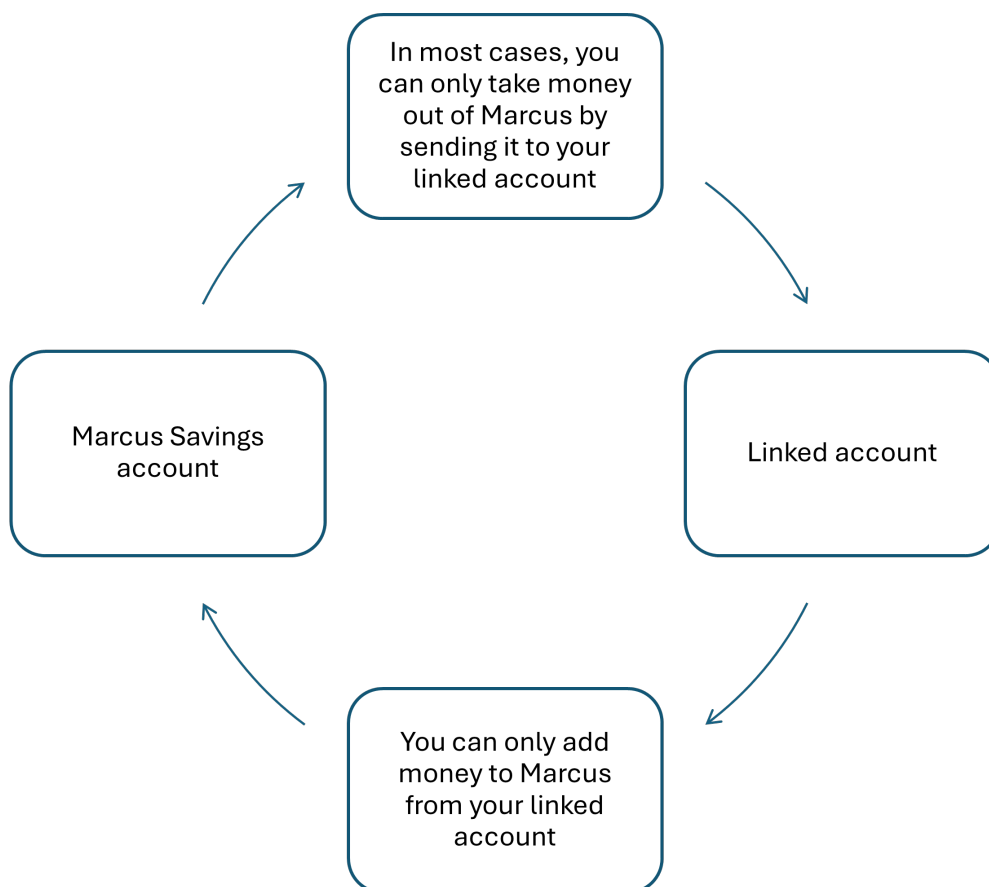 In most cases, you
can only take money
out of Marcus by
sending it to your
linked account
Marcus Savings
account
Linked account
You can only add
money to Marcus
from your linked
account